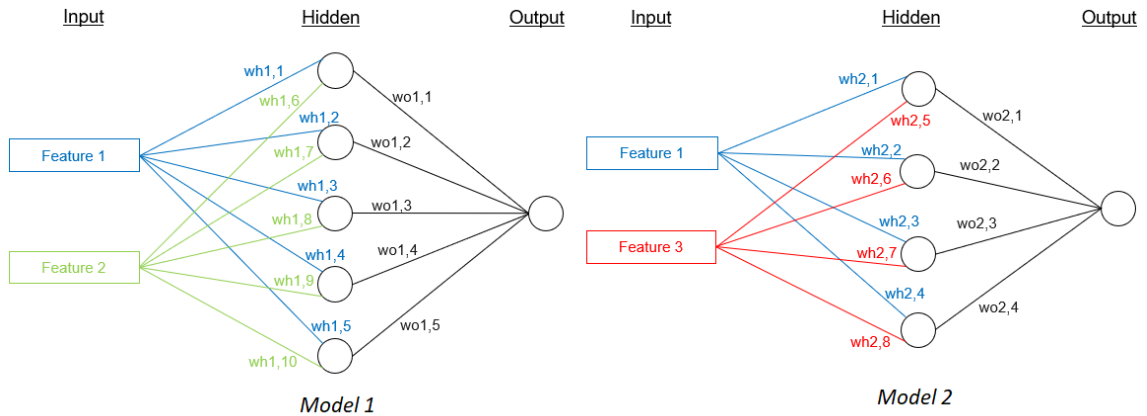 Input
Hidden
Output
wh1,1
wh1,6
wo1,1
wh1,2
wo1,2
Feature 1
wh1,7
wh1,3
wo1,3
wh1,8
wh1,4
wo1,4
Feature 2
wh1,9
wh1,5
wo1,5
wh1,10
Model 1
Input
Hidden
Output
wh2,1
wh2,5
wo2,1
Feature 1
wh2,2
wo2,2
wh2,6
wh2,3
wo2,3
Feature 3
wh2,7
wh2,4
wo2,4
wh2,8
Model 2